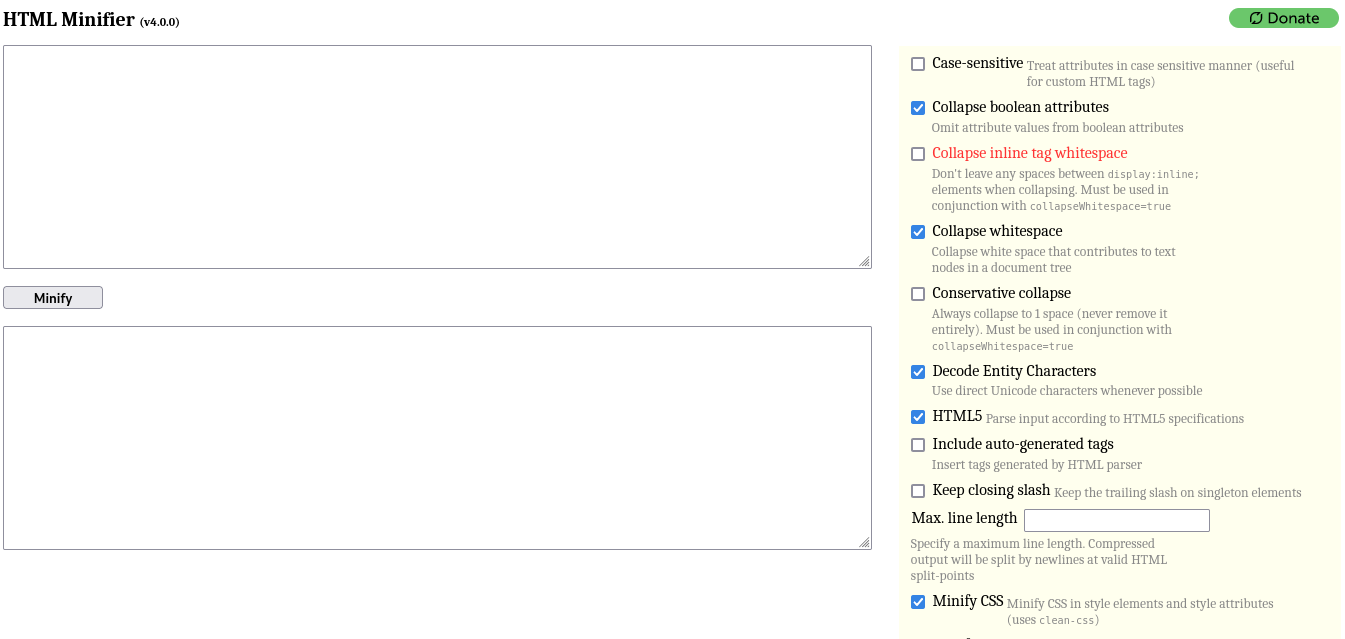 HTML Minifier (v4.0.0)
Donate
Minify
Case-sensitive Treat attributes in case sensitive manner (useful
for custom HTML tags)
Collapse boolean attributes
Omit attribute values from boolean attributes
Collapse inline tag whitespace
Don't leave any spaces between display:inline;
elements when collapsing. Must be used in
conjunction with collapseWhitespace=true
Collapse whitespace
Collapse white space that contributes to text
nodes in a document tree
Conservative collapse
Always collapse to 1 space (never remove it
entirely). Must be used in conjunction with
collapseWhitespace=true
Decode Entity Characters
Use direct Unicode characters whenever possible
HTML5 Parse input according to HTML5 specifications
Include auto-generated tags
Insert tags generated by HTML parser
Keep closing slash Keep the trailing slash on singleton elements
Max. line length
Specify a maximum line length. Compressed
output will be split by newlines at valid HTML
split-points
Minify CSS Minify CSS in style elements and style attributes
(uses clean-css)